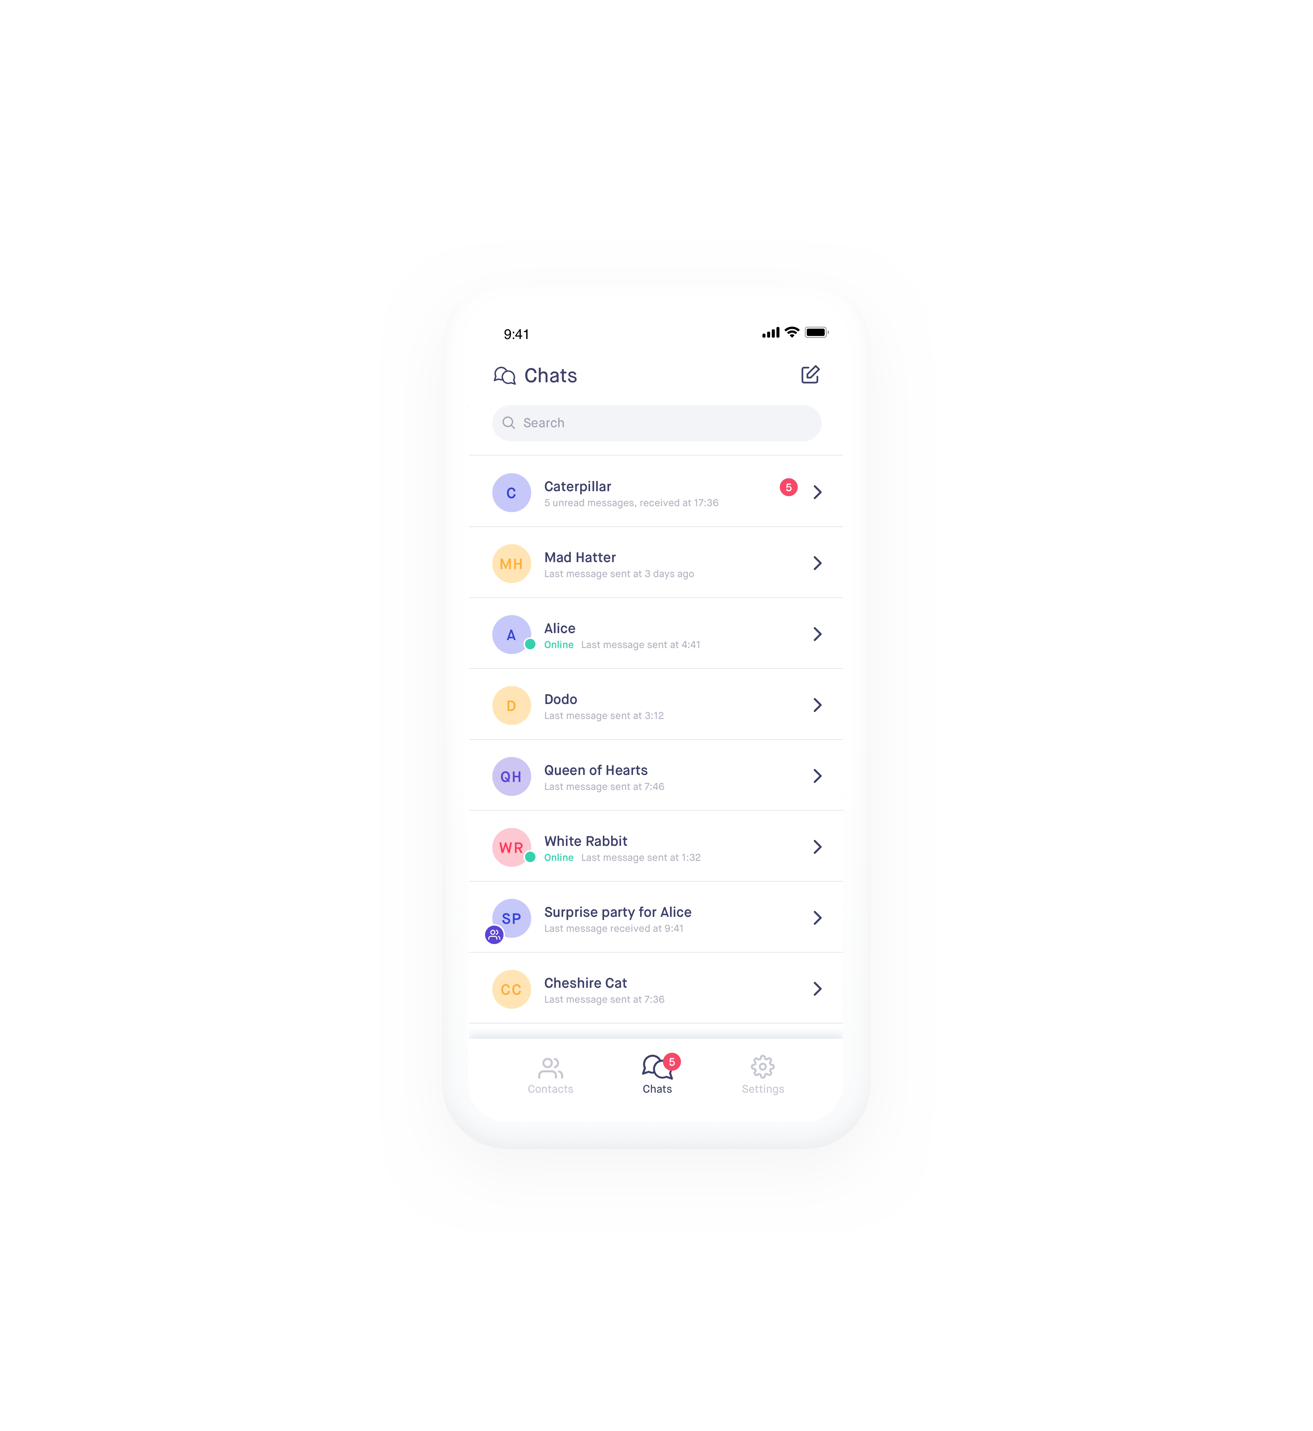 9:41
Chats
Search
C
Caterpillar
5
5 unread messages, received at 17:36
MH
Mad Hatter
Last message sent at 3 days ago
A
Alice
Online Last message sent at 4:41
D
Dodo
Last message sent at 3:12
QH
Queen of Hearts
Last message sent at 7:46
WR
White Rabbit
Online Last message sent at 1:32
SP
Surprise party for Alice
Last message received at 9:41
CC
Cheshire Cat
Last message sent at 7:36
5
Contacts Chats Settings